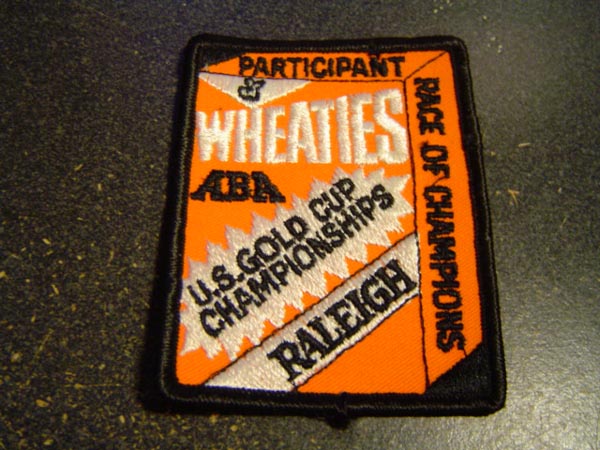 PARTICIPANT
WHEATIES
ABA
U.S. GOLD CUP
CHAMPIONSHIPS
RALEIGH
RACE OF CHAMPIONS